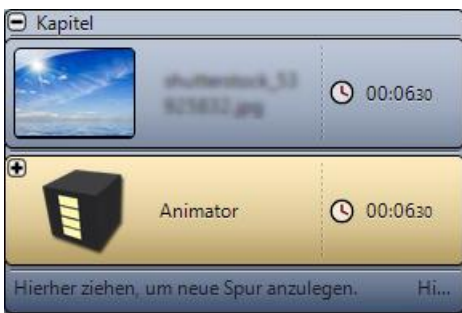 Kapitel
00:0630
Animator
00:0630
Hierher ziehen, um neue Spur anzulegen. Hi...